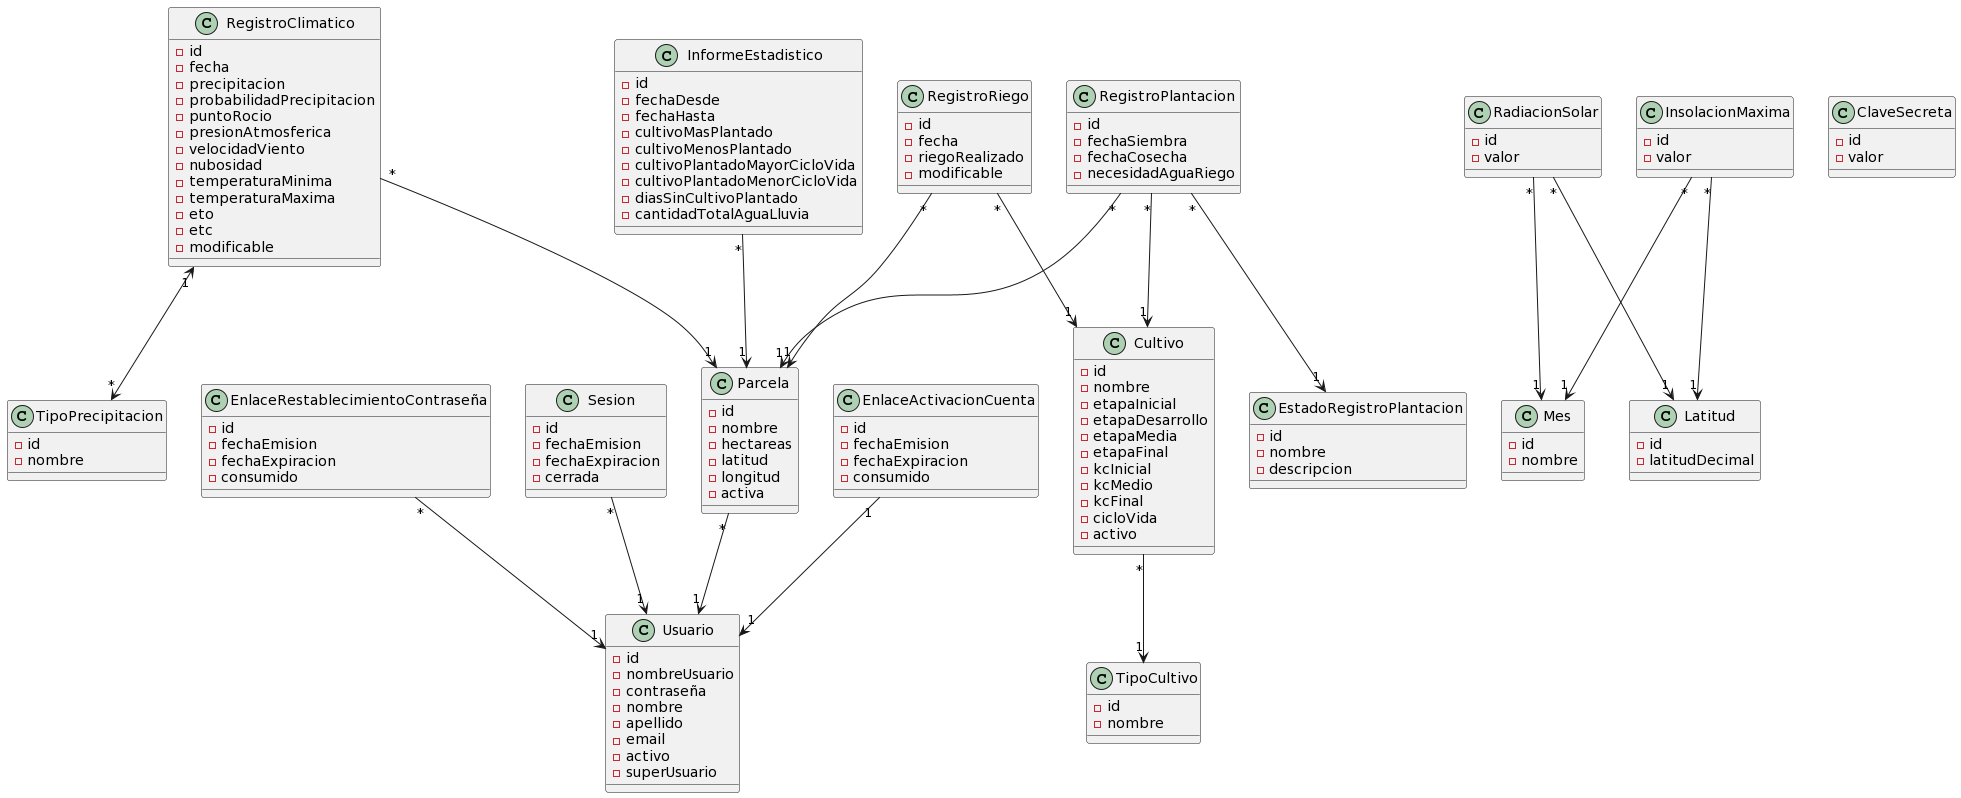 C RegistroClimatico
id
fecha
precipitacion
probabilidadPrecipitacion
puntoRocio
presionAtmosferica
velocidadViento
nubosidad
temperaturaMinima
temperaturaMaxima
eto
etc
modificable
C InformeEstadistico
id
fechaDesde
fechaHasta
cultivoMasPlantado
cultivoMenosPlantado
cultivoPlantadoMayorCicloVida
cultivoPlantadoMenorCicloVida
diasSinCultivoPlantado
cantidadTotalAguaLluvia
C RegistroRiego
id
fecha
riegoRealizado
modificable
C RegistroPlantacion
id
fechaSiembra
fechaCosecha
necesidadAguaRiego
C RadiacionSolar
id
valor
C InsolacionMaxima
id
valor
C ClaveSecreta
id
valor
*
1
*
*
*
*
*
*
*
*
*
*
*
*
1
1
1
1
1
1
1
1
1
1
1
C TipoPrecipitacion
id
nombre
C EnlaceRestablecimientoContraseña
id
fechaEmision
fechaExpiracion
consumido
C Sesion
id
fechaEmision
fechaExpiracion
cerrada
C Parcela
id
nombre
hectareas
latitud
longitud
activa
C EnlaceActivacionCuenta
id
fechaEmision
fechaExpiracion
consumido
C Cultivo
id
nombre
etapaInicial
etapaDesarrollo
etapaMedia
etapaFinal
kcInicial
kcMedio
kcFinal
cicloVida
activo
C EstadoRegistroPlantacion
id
nombre
descripcion
C Mes
id
nombre
C Latitud
id
latitudDecimal
*
*
*
1
*
1
1
1
1
1
C Usuario
id
nombreUsuario
contraseña
nombre
apellido
email
activo
superUsuario
C TipoCultivo
id
nombre